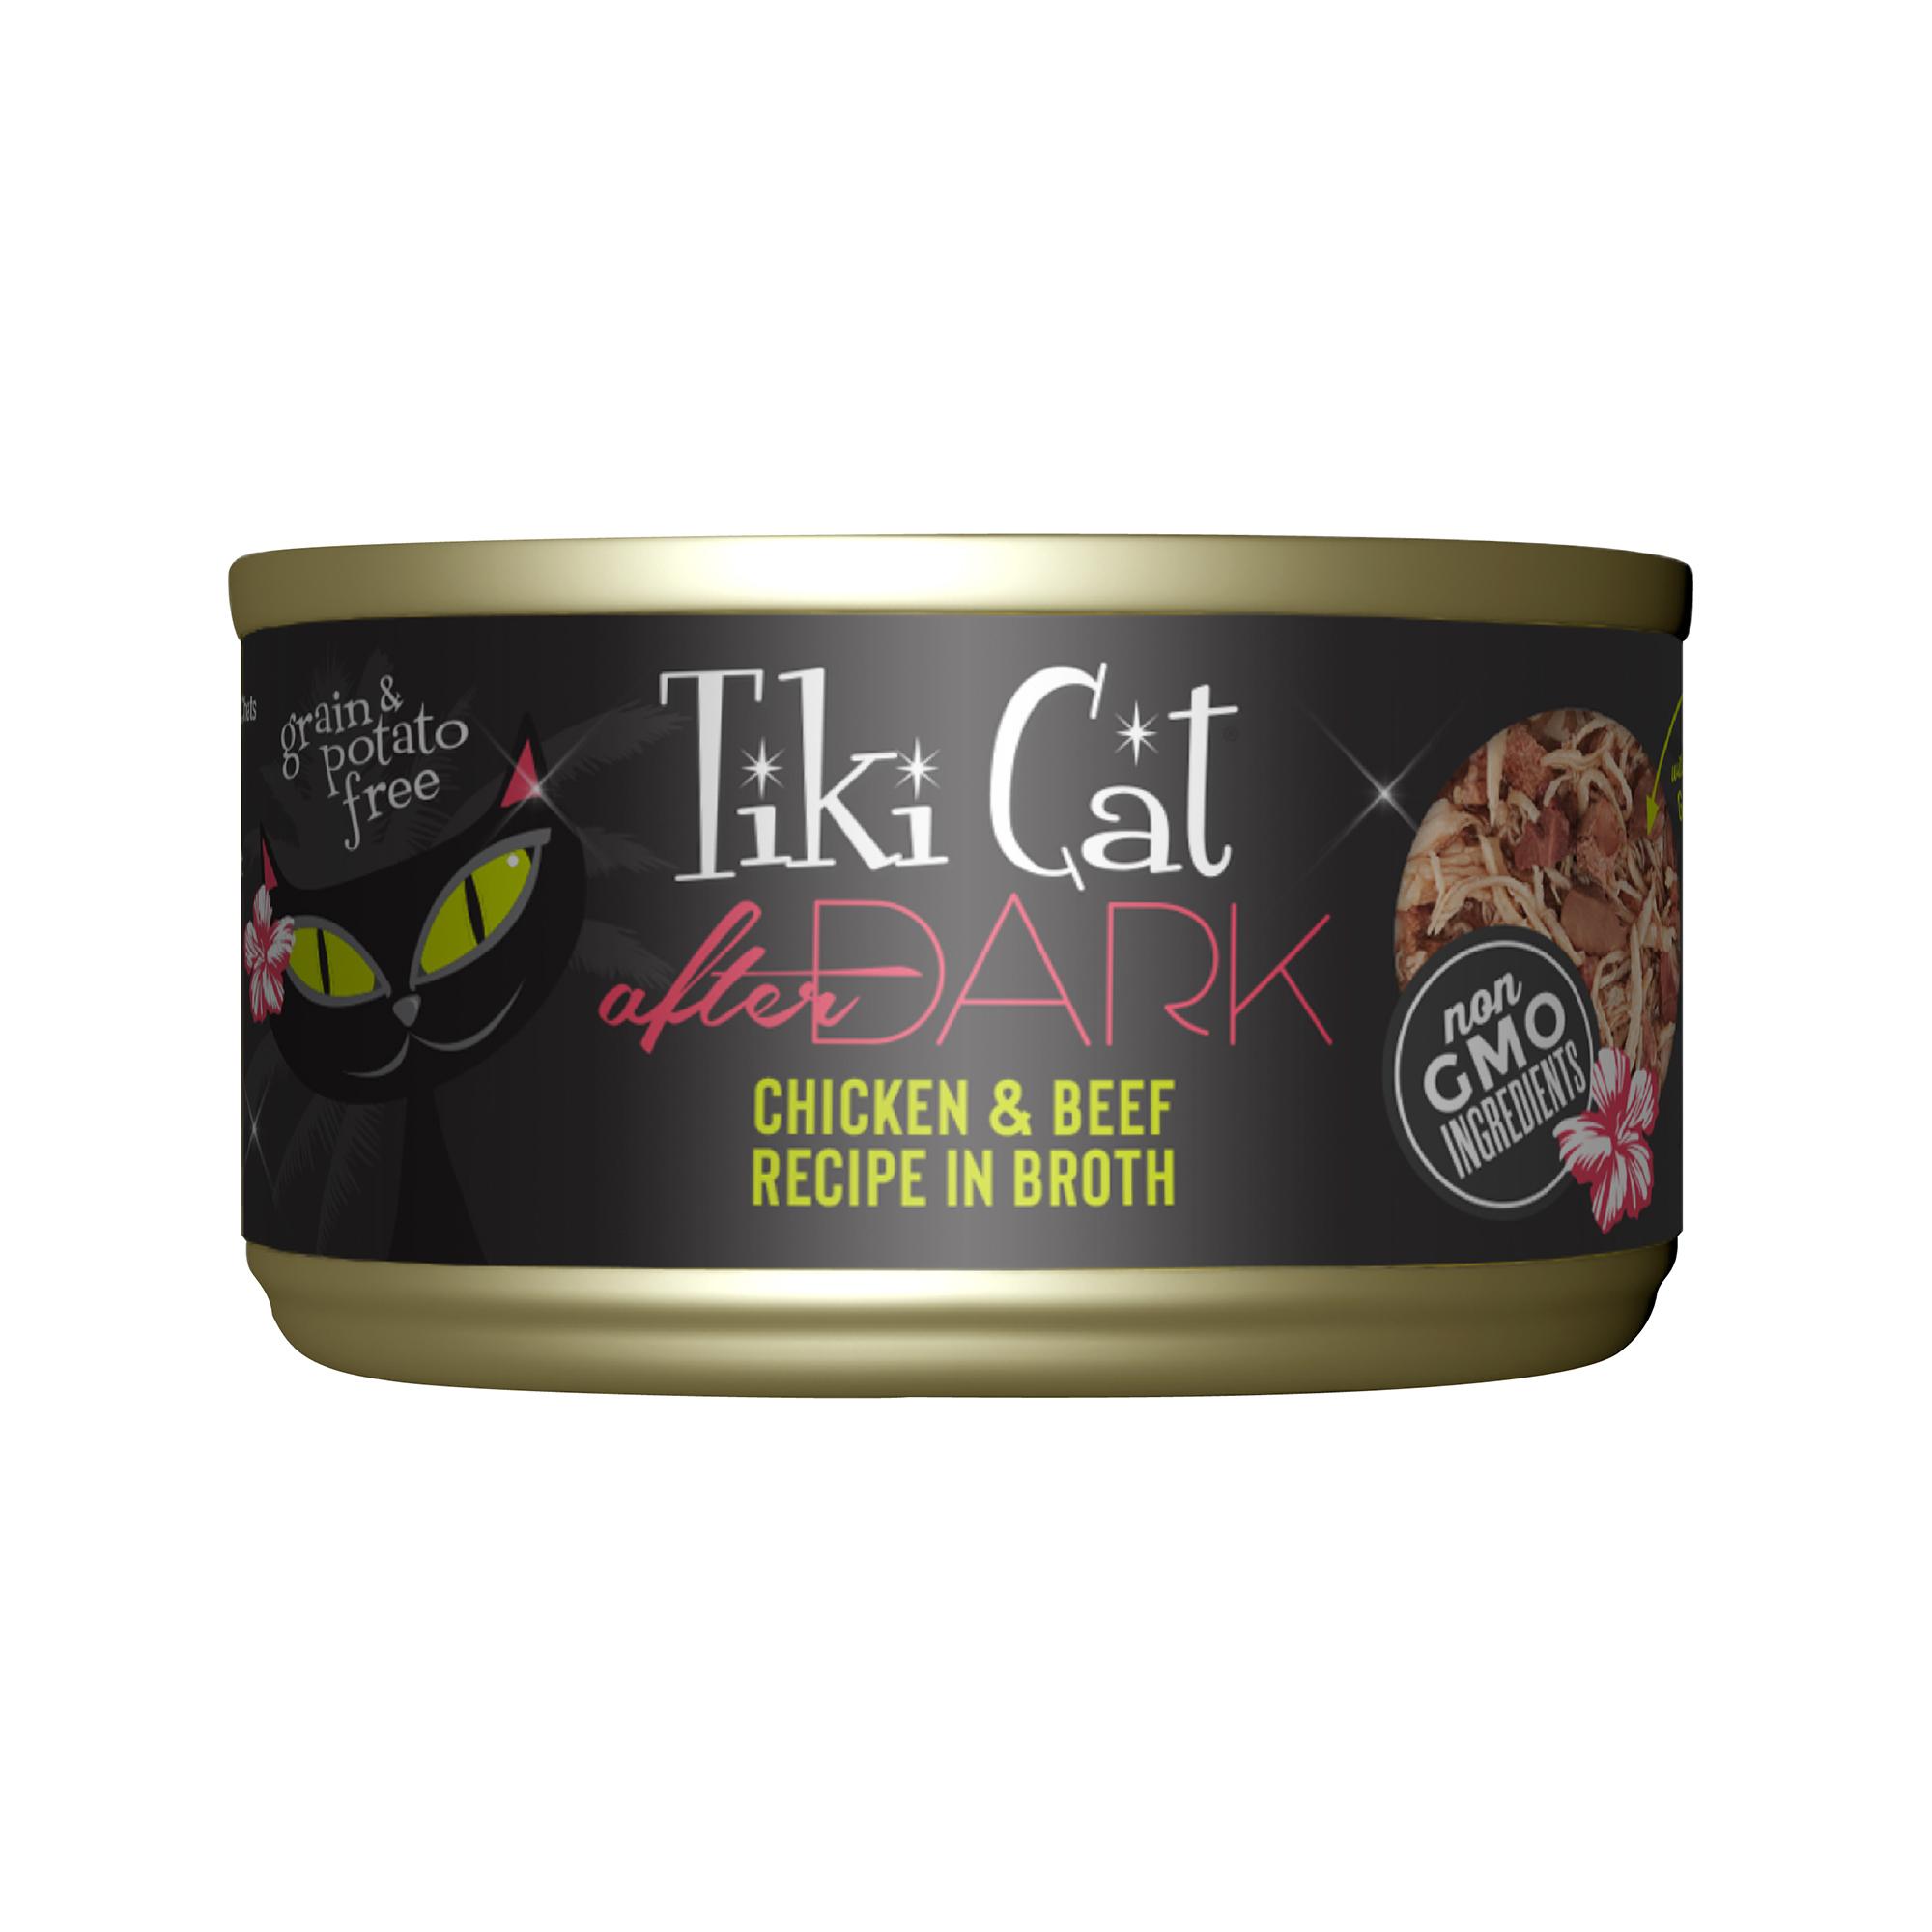 grain &
potato
free
Tiki Cat
after DARK
CHICKEN & BEEF
RECIPE IN BROTH
non
GMO
INGREDIENTS